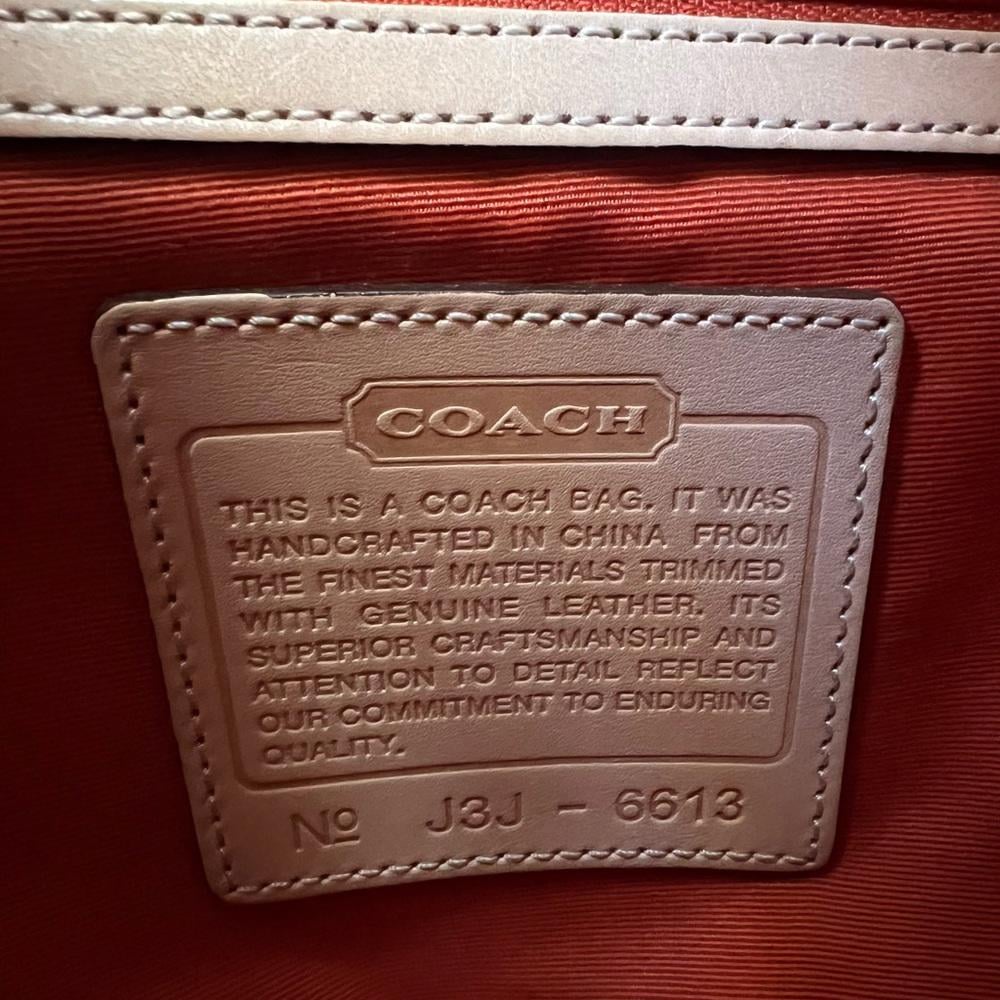 COACH
THIS IS A COACH BAG. IT WAS
HANDCRAFTED IN CHINA FROM
THE FINEST MATERIALS TRIMMED
WITH GENUINE LEATHER. ITS
SUPERIOR CRAFTSMANSHIP AND
ATTENTION TO DETAIL REFLECT
OUR COMMITMENT TO ENDURING
QUALITY.
Nº J3J - 6613